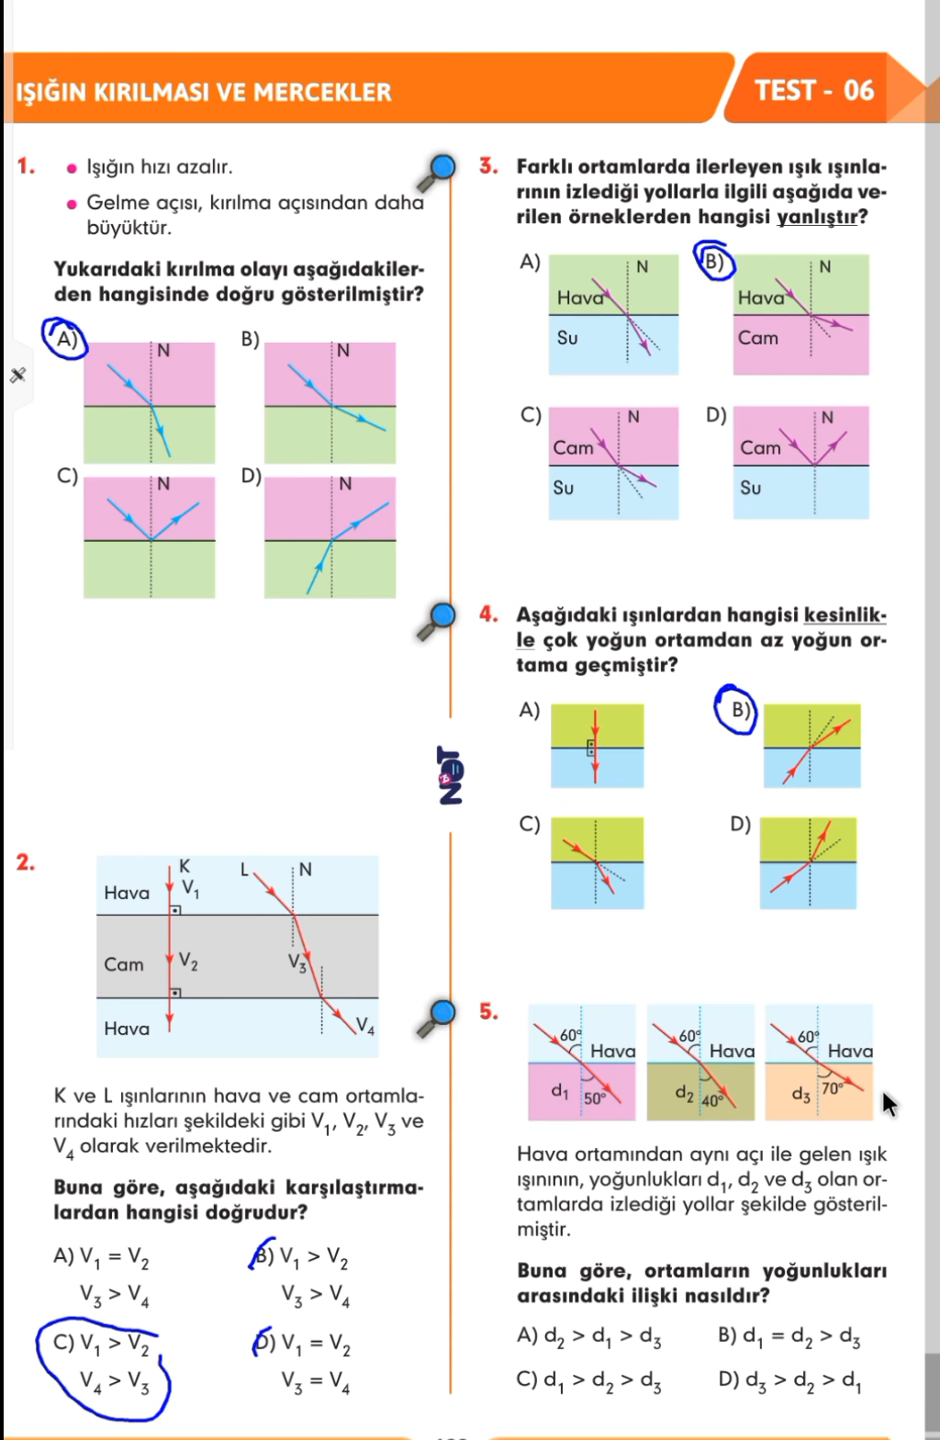 IŞIĞIN KIRILMASI VE MERCEKLER
TEST - 06
1.
• Işığın hızı azalır.
• Gelme açısı, kırılma açısından daha
büyüktür.
Yukarıdaki kırılma olayı aşağıdakiler-
den hangisinde doğru gösterilmiştir?
A)
N
B)
N
C)
N
D)
N
2.
K
V₁
L
N
Hava
Cam
V₂
V₃
Hava
V₄
K ve L ışınlarının hava ve cam ortamla-
rındaki hızları şekildeki gibi V₁, V₂, V₃ ve
V₄ olarak verilmektedir.
Buna göre, aşağıdaki karşılaştırma-
lardan hangisi doğrudur?
A) V₁ = V₂
V₃ > V₄
B) V₁ > V₂
V₃ > V₄
C) V₁ > V₂
V₄ > V₃
D) V₁ = V₂
V₃ = V₄
NOT
3. Farklı ortamlarda ilerleyen ışık ışınla-
rının izlediği yollarla ilgili aşağıda ve-
rilen örneklerden hangisi yanlıştır?
A)
N
Hava
Su
B)
N
Hava
Cam
C)
N
Cam
Su
D)
N
Cam
Su
4. Aşağıdaki ışınlardan hangisi kesinlik-
le çok yoğun ortamdan az yoğun or-
tama geçmiştir?
A)
B)
C)
D)
5.
60°
Hava
d₁
50°
60°
Hava
d₂
40°
60°
Hava
d₃
70°
Hava ortamından aynı açı ile gelen ışık
ışınının, yoğunlukları d₁, d₂ ve d₃ olan or-
tamlarda izlediği yollar şekilde gösteril-
miştir.
Buna göre, ortamların yoğunlukları
arasındaki ilişki nasıldır?
A) d₂ > d₁ > d₃
B) d₁ = d₂ > d₃
C) d₁ > d₂ > d₃
D) d₃ > d₂ > d₁